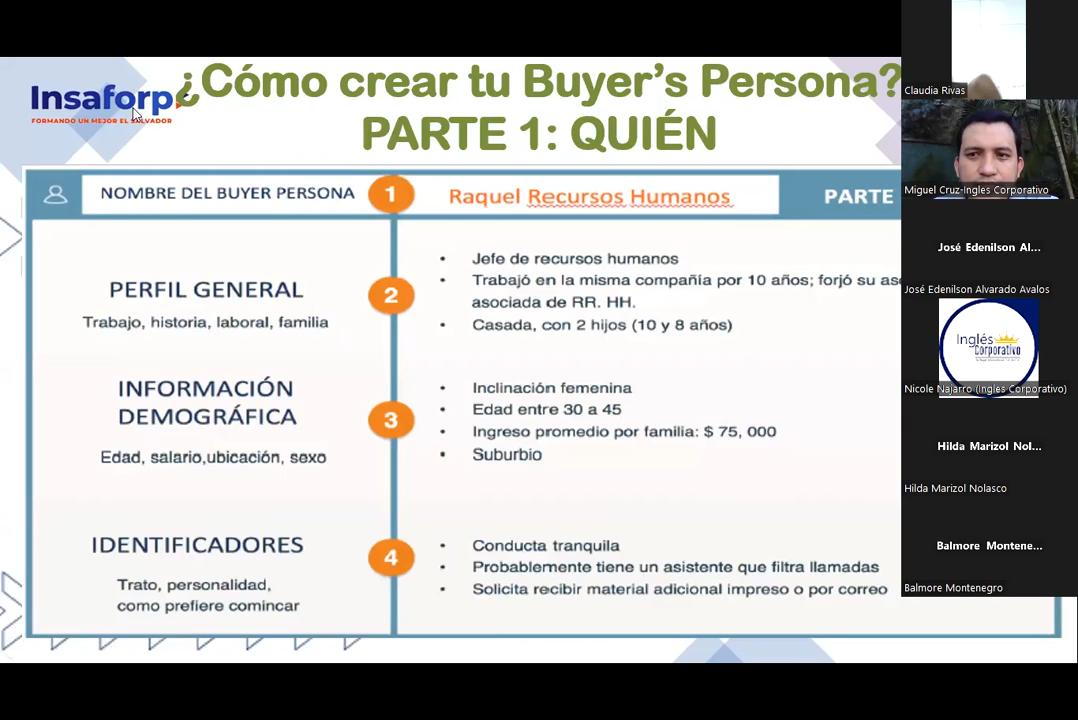 ¿Cómo crear tu Buyer's Persona?
PARTE 1: QUIÉN
Insaforp
FORMANDO UN MEJOR EL SALVADOR
NOMBRE DEL BUYER PERSONA
1
Raquel Recursos Humanos
PARTE
PERFIL GENERAL
Trabajo, historia, laboral, familia
2
• Jefe de recursos humanos
• Trabajó en la misma compañía por 10 años; forjó su
asociada de RR. HH.
• Casada, con 2 hijos (10 y 8 años)
INFORMACIÓN
DEMOGRÁFICA
Edad, salario,ubicación, sexo
3
• Inclinación femenina
• Edad entre 30 a 45
• Ingreso promedio por familia: $ 75, 000
• Suburbio
IDENTIFICADORES
Trato, personalidad,
como prefiere comincar
4
• Conducta tranquila
• Probablemente tiene un asistente que filtra llamadas
• Solicita recibir material adicional impreso o por correo
Claudia Rivas
Miguel Cruz-Ingles Corporativo
José Edenilson Al...
José Edenilson Alvarado Avalos
Inglés
Corporativo
Nicole Najarro (Inglés Corporativo)
Hilda Marizol Nol...
Hilda Marizol Nolasco
Balmore Montene...
Balmore Montenegro